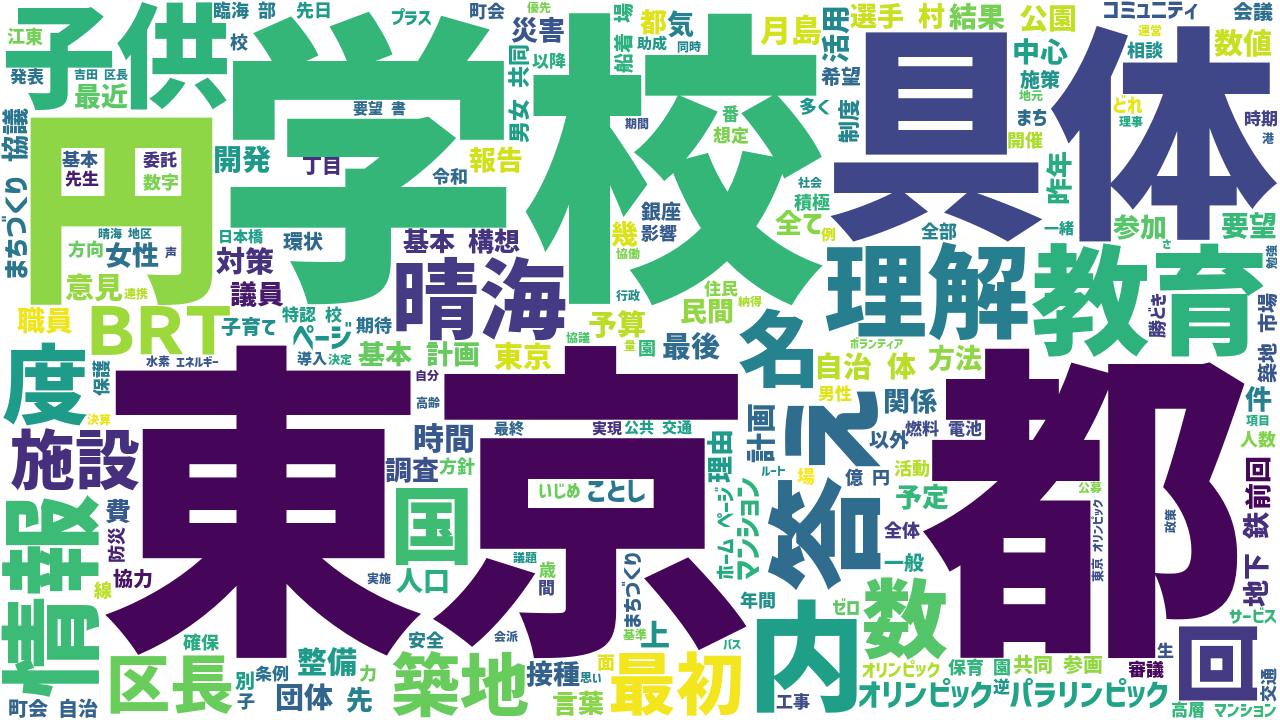 子供
学校
具体
円
東京
都
教育
理解
晴海
BRT
答え
名
内
数
回
最初
築地
区長
情報
施設
度
国
江東
発表
吉田 区長
最近
臨海 部
先日
校
プラス
町会
優先
災害
都
気
助成
同時
船着 場
月島
活用
選手 村
結果
公園
コミュニティ
運営
会議
数値
相談
中心
施策
希望
地元
まち
どれ
理事
時期
港
制度
多く
番
想定
開催
昨年
要望 書
期間
男女 共同
以降
協議
まちづくり
基本
先生
委託
数字
開発
丁目
報告
令和
晴海 地区
方向
女性
声
日本橋
対策
環状
基本 構想
銀座
影響
幾
全て
例
社会
積極
参加
要望
一緒
さ
勉強
全部
意見
連携
議員
協働
行政
住民
民間
納得
職員
子育て
特認 校
ページ
期待
導入
決定
水素 エネルギー
基本 計画
東京
予算
協議
量
園
最後
ボランティア
自治 体
方法
勝どき
築地 市場
保護
決算
自分
高齢
男性
関係
件
項目
人数
時間
最終
実現
公共 交通
理由
計画
以外
燃料 電池
調査
方針
いじめ
ことし
ルート
場
億 円
活動
公募
予定
前回
地下 鉄
政策
東京 オリンピック
費
防災
協力
線
実施
人口
議題
歳
間
まちづくり
ホーム ページ
マンション
全体
一般
年間
ゼロ
サービス
確保
安全
会派
基準
上
バス
整備
別
条例
力
子
団体
先
接種
面
思い
言葉
工事
オリンピック
保育 園
共同 参画
逆
審議
生
交通
オリンピック パラリンピック
高層 マンション
町会 自治